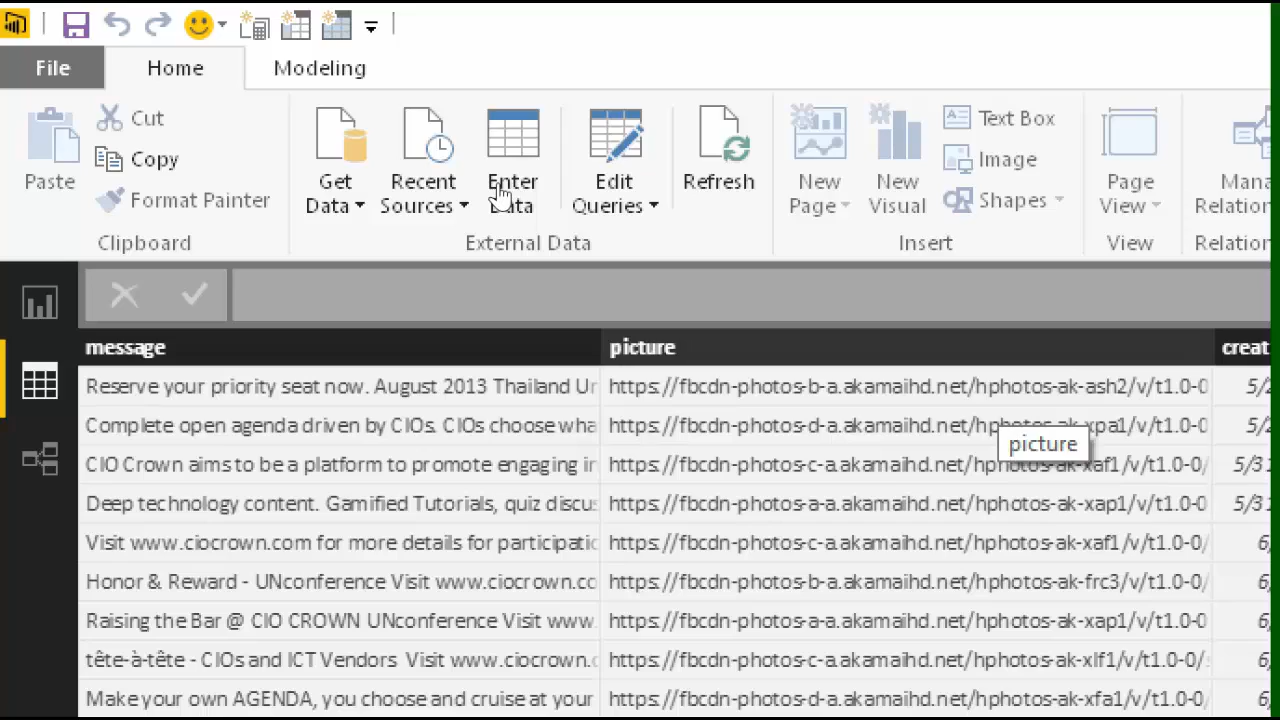 File Home Modeling
Paste Cut Copy Format Painter
Get Data Recent Sources Enter Data Edit Queries Refresh
New Page New Visual Text Box Image Shapes
Page View
Clipboard External Data Insert View
message picture
Reserve your priority seat now. August 2013 Thailand https://fbcdn-photos-b-a.akamaihd.net/hphotos-ak-ash2/v/t1.0-0
Complete open agenda driven by CIOs. CIOs choose wha https://fbcdn-photos-d-a.akamaihd.net/hphotos-ak-xpa1/v/t1.0-0
picture
CIO Crown aims to be a platform to promote engaging https://fbcdn-photos-c-a.akamaihd.net/hphotos-ak-xaf1/v/t1.0-0/ 5/31
Deep technology content. Gamified Tutorials, quiz discu https://fbcdn-photos-a-a.akamaihd.net/hphotos-ak-xap1/v/t1.0-0 5/31
Visit www.ciocrown.com for more details for participatio https://fbcdn-photos-c-a.akamaihd.net/hphotos-ak-xaf1/v/t1.0-0/ 6/
Honor & Reward - UNconference Visit www.ciocrown.co https://fbcdn-photos-c-a.akamaihd.net/hphotos-ak-frc3/v/t1.0-0/ 6/
Raising the Bar @ CIO CROWN UNconference Visit www. https://fbcdn-photos-a-a.akamaihd.net/hphotos-ak-xap1/v/t1.0-0 6/
tête-à-tête - CIOs and ICT Vendors Visit www.ciocrown. https://fbcdn-photos-c-a.akamaihd.net/hphotos-ak-xlf1/v/t1.0-0/ 6/
Make your own AGENDA, you choose and cruise at your https://fbcdn-photos-d-a.akamaihd.net/hphotos-ak-xfa1/v/t1.0-0/ 6/